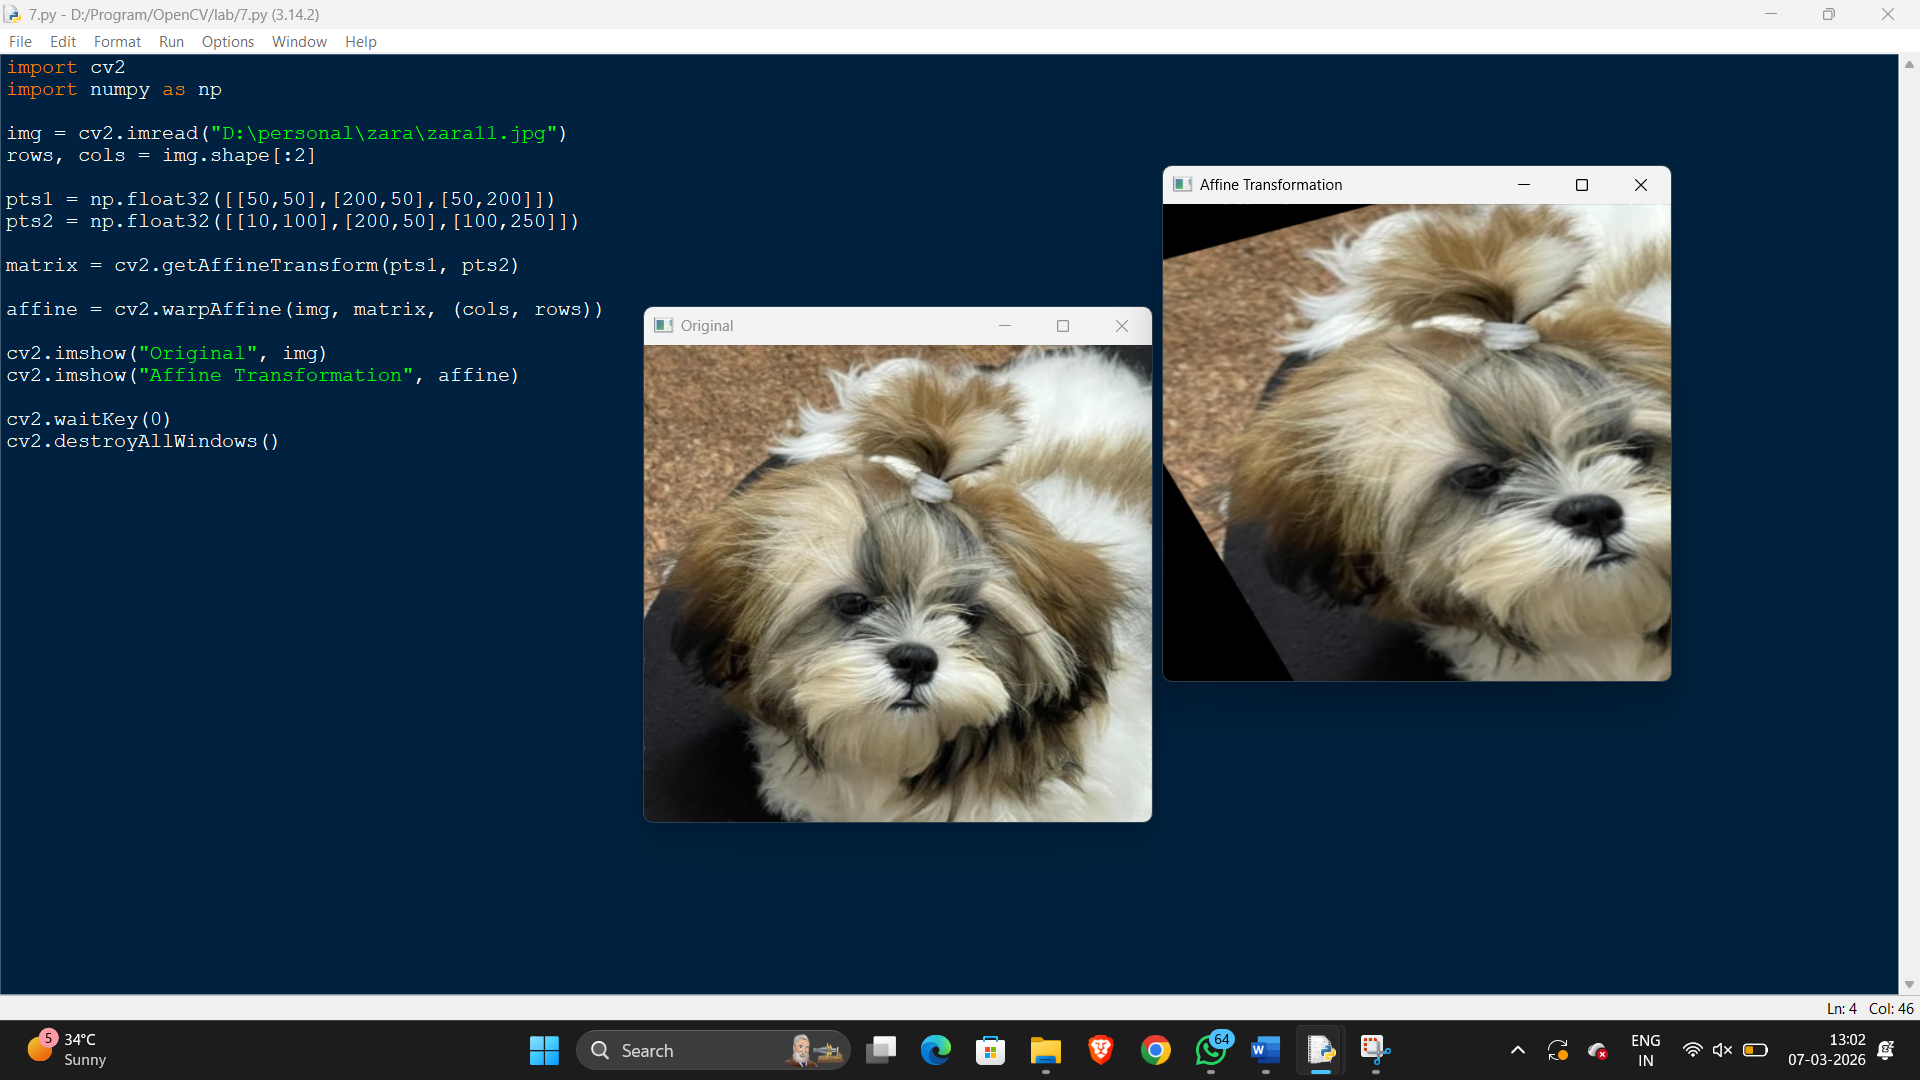 7.py - D:/Program/OpenCV/lab/7.py (3.14.2)
File Edit Format Run Options Window Help
import cv2
import numpy as np
img = cv2.imread("D:\personal\zara\zara11.jpg")
rows, cols = img.shape[:2]
pts1 = np.float32([[50,50],[200,50],[50,200]])
pts2 = np.float32([[10,100],[200,50],[100,250]])
matrix = cv2.getAffineTransform(pts1, pts2)
affine = cv2.warpAffine(img, matrix, (cols, rows))
cv2.imshow("Original", img)
cv2.imshow("Affine Transformation", affine)
cv2.waitKey(0)
cv2.destroyAllWindows()
Original
Affine Transformation
Ln: 4 Col: 46
5
34°C
Sunny
Search
64
W
ENG
IN
13:02
07-03-2026